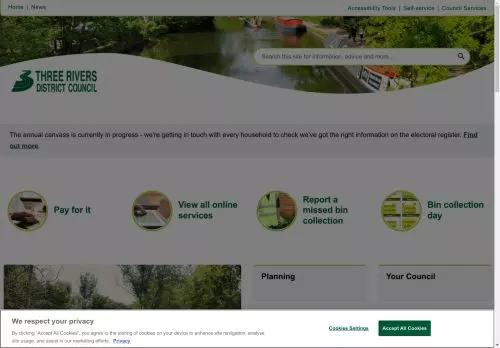 Home | News
Accessibility Tools | Self-service | Council Services
Search this site for information, advice and more...
THREE RIVERS
DISTRICT COUNCIL
The annual canvass is currently in progress - we're getting in touch with every household to check we've got the right information on the electoral register. Find
out more.
Pay for it
View all online
services
Report a
missed bin
collection
Bin collection
day
Planning
Your Council
We respect your privacy
By clicking "Accept All Cookies", you agree to the storing of cookies on your device to enhance site navigation, analyse
site usage, and assist in our marketing efforts. Privacy
Cookies Settings
Accept All Cookies